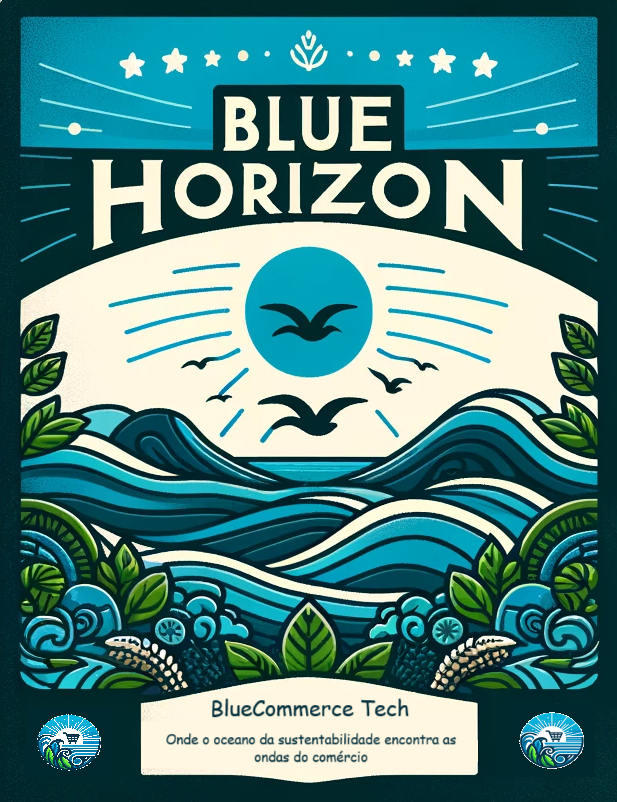 BLUE
HORIZON
BlueCommerce Tech
Onde o oceano da sustentabilidade encontra as
ondas do comércio